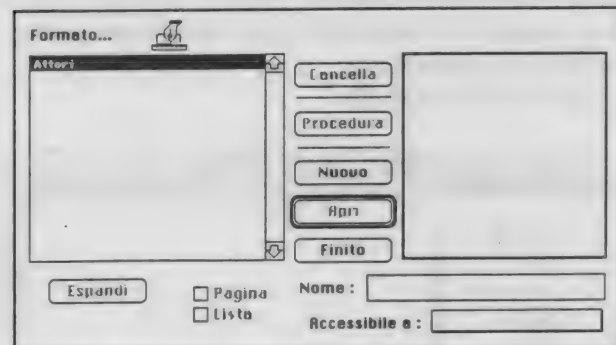 Formato...
Attori
Cancella
Procedura
Nuovo
Apri
Finito
Espandi
Pagina
Lista
Nome :
Accessibile a :